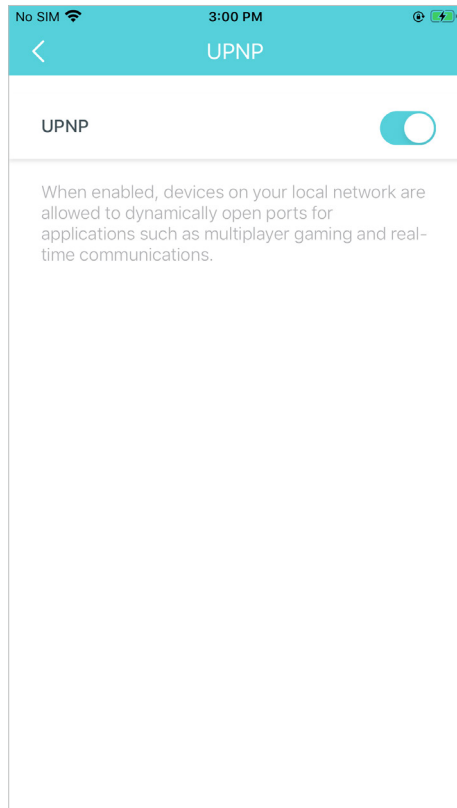 No SIM 3:00 PM
UPNP
UPNP
When enabled, devices on your local network are
allowed to dynamically open ports for
applications such as multiplayer gaming and real-
time communications.